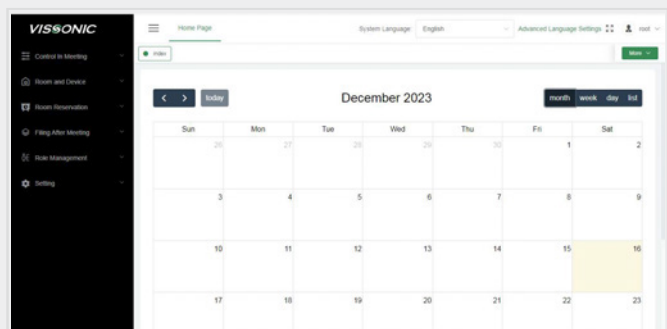 VISSONIC
Home Page
System Language: English
Advanced Language Settings
root
Control In Meeting
Index
More
Room and Device
Room Reservation
Filing After Meeting
Role Management
Setting
today
December 2023
month week day list
Sun Mon Tue Wed Thu Fri Sat
26 27 28 29 30 1 2
3 4 5 6 7 8 9
10 11 12 13 14 15 16
17 18 19 20 21 22 23